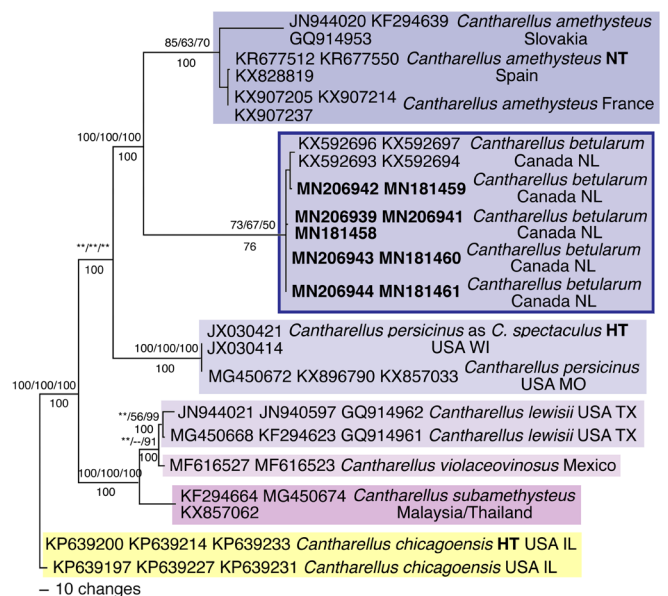 85/63/70
100
JN944020 KF294639 Cantharellus amethysteus
GQ914953 Slovakia
KR677512 KR677550 Cantharellus amethysteus NT
KX828819 Spain
KX907205 KX907214 Cantharellus amethysteus France
KX907237
100/100/100
100
KX592696 KX592697 Cantharellus betularum
KX592693 KX592694 Canada NL
MN206942 MN181459 Cantharellus betularum
Canada NL
73/67/50
76
MN206939 MN206941 Cantharellus betularum
MN181458 Canada NL
MN206943 MN181460 Cantharellus betularum
Canada NL
MN206944 MN181461 Cantharellus betularum
Canada NL
**/**/**
100
JX030421 Cantharellus persicinus as C. spectaculus HT
JX030414 USA WI
100/100/100
100
MG450672 KX896790 KX857033 Cantharellus persicinus
USA MO
100/100/100
100
**/56/99
100
JN944021 JN940597 GQ914962 Cantharellus lewisii USA TX
MG450668 KF294623 GQ914961 Cantharellus lewisii USA TX
**/--/91
100
MF616527 MF616523 Cantharellus violaceovinosus Mexico
100/100/100
100
KF294664 MG450674 Cantharellus subamethysteus
KX857062 Malaysia/Thailand
KP639200 KP639214 KP639233 Cantharellus chicagoensis HT USA IL
KP639197 KP639227 KP639231 Cantharellus chicagoensis USA IL
10 changes